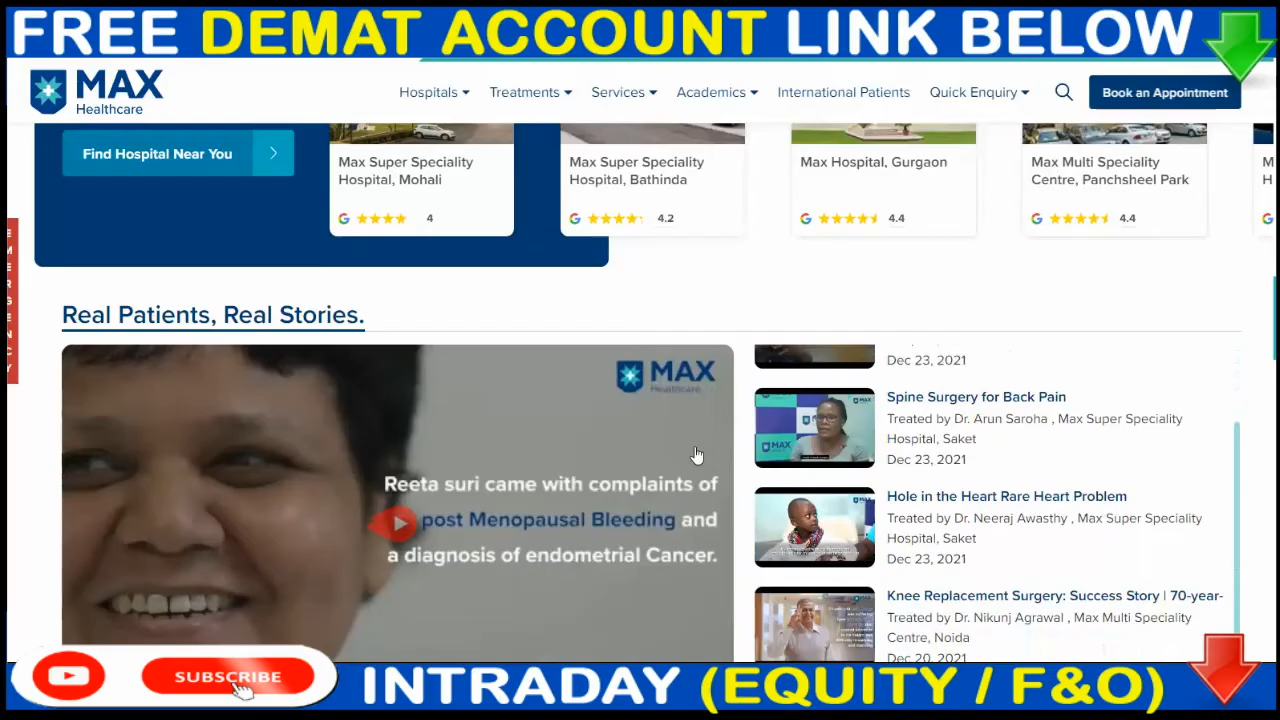 FREE DEMAT ACCOUNT LINK BELOW
MAX
Healthcare
Hospitals
Treatments
Services
Academics
International Patients
Quick Enquiry
Book an Appointment
Find Hospital Near You
Max Super Speciality
Hospital, Mohali
4
Max Super Speciality
Hospital, Bathinda
4.2
Max Hospital, Gurgaon
4.4
Max Multi Speciality
Centre, Panchsheel Park
4.4
M
H
Real Patients, Real Stories.
MAX
Healthcare
Reeta suri came with complaints of
post Menopausal Bleeding and
a diagnosis of endometrial Cancer.
Dec 23, 2021
Spine Surgery for Back Pain
Treated by Dr. Arun Saroha , Max Super Speciality
Hospital, Saket
Dec 23, 2021
Hole in the Heart Rare Heart Problem
Treated by Dr. Neeraj Awasthy , Max Super Speciality
Hospital, Saket
Dec 23, 2021
Knee Replacement Surgery: Success Story | 70-year-
Treated by Dr. Nikunj Agrawal , Max Multi Speciality
Centre, Noida
Dec 20, 2021
SUBSCRIBE
INTRADAY (EQUITY / F&O)